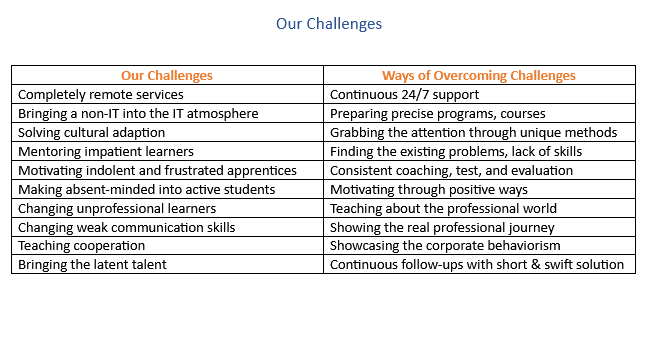 Our Challenges
Our Challenges Ways of Overcoming Challenges
Completely remote services Continuous 24/7 support
Bringing a non-IT into the IT atmosphere Preparing precise programs, courses
Solving cultural adaption Grabbing the attention through unique methods
Mentoring impatient learners Finding the existing problems, lack of skills
Motivating indolent and frustrated apprentices Consistent coaching, test, and evaluation
Making absent-minded into active students Motivating through positive ways
Changing unprofessional learners Teaching about the professional world
Changing weak communication skills Showing the real professional journey
Teaching cooperation Showcasing the corporate behaviorism
Bringing the latent talent Continuous follow-ups with short & swift solution